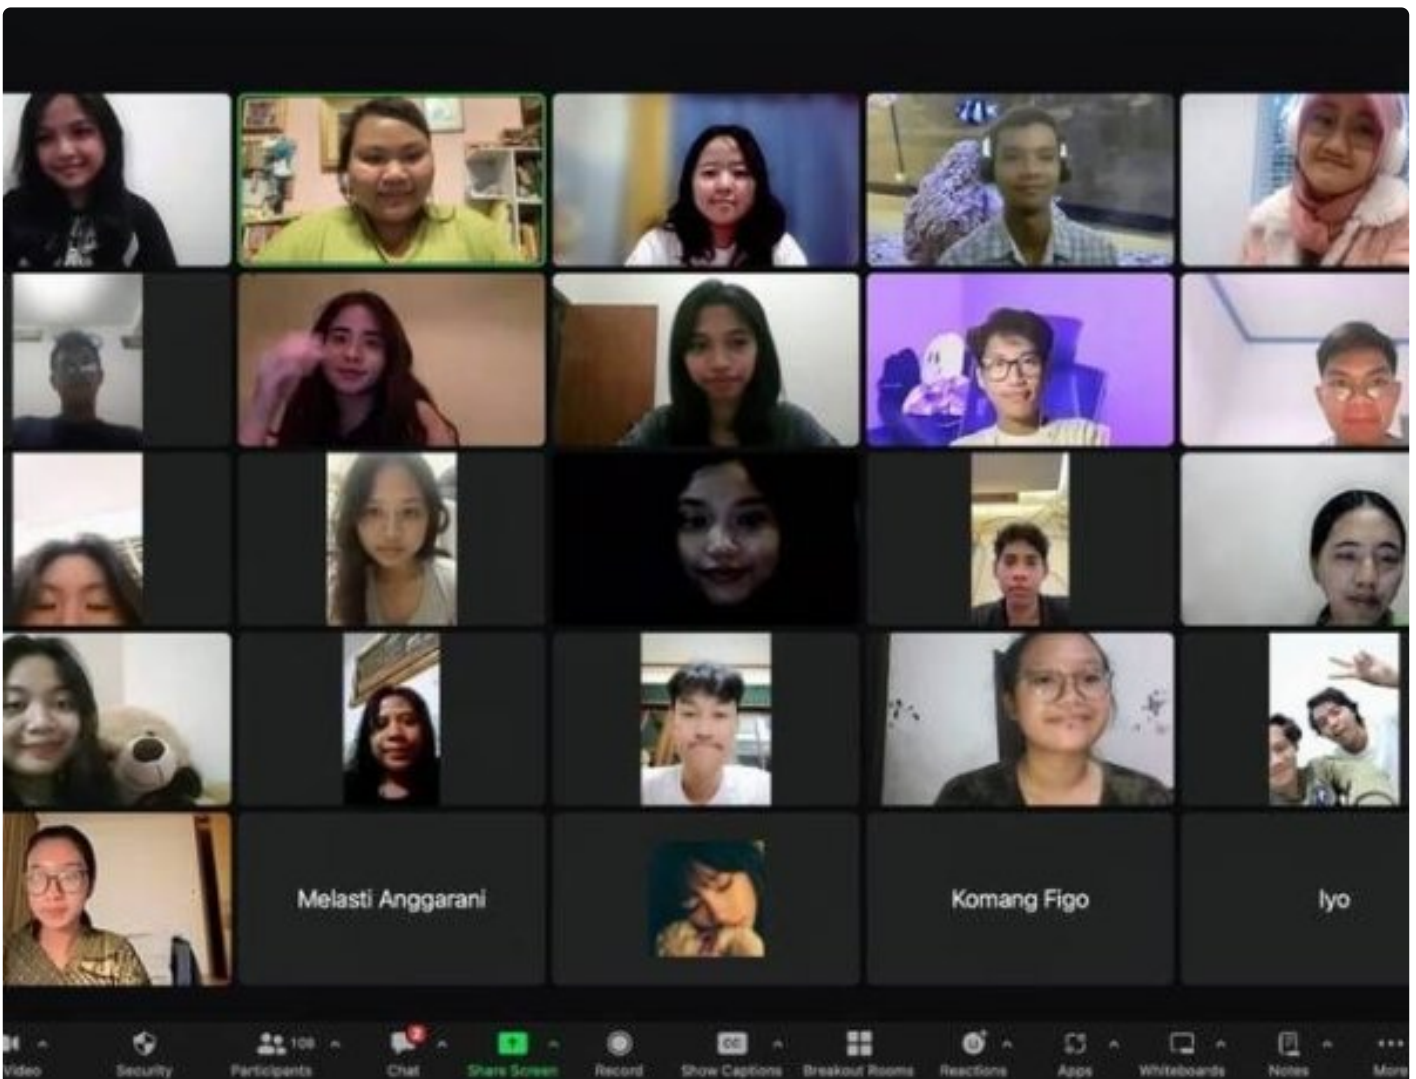 Melasti Anggarani
Komang Figo
Iyo
108
2
CC
Video
Security
Participants
Chat
Share Screen
Record
Show Captions
Breakout Rooms
Reactions
Apps
Whiteboards
Notes
More